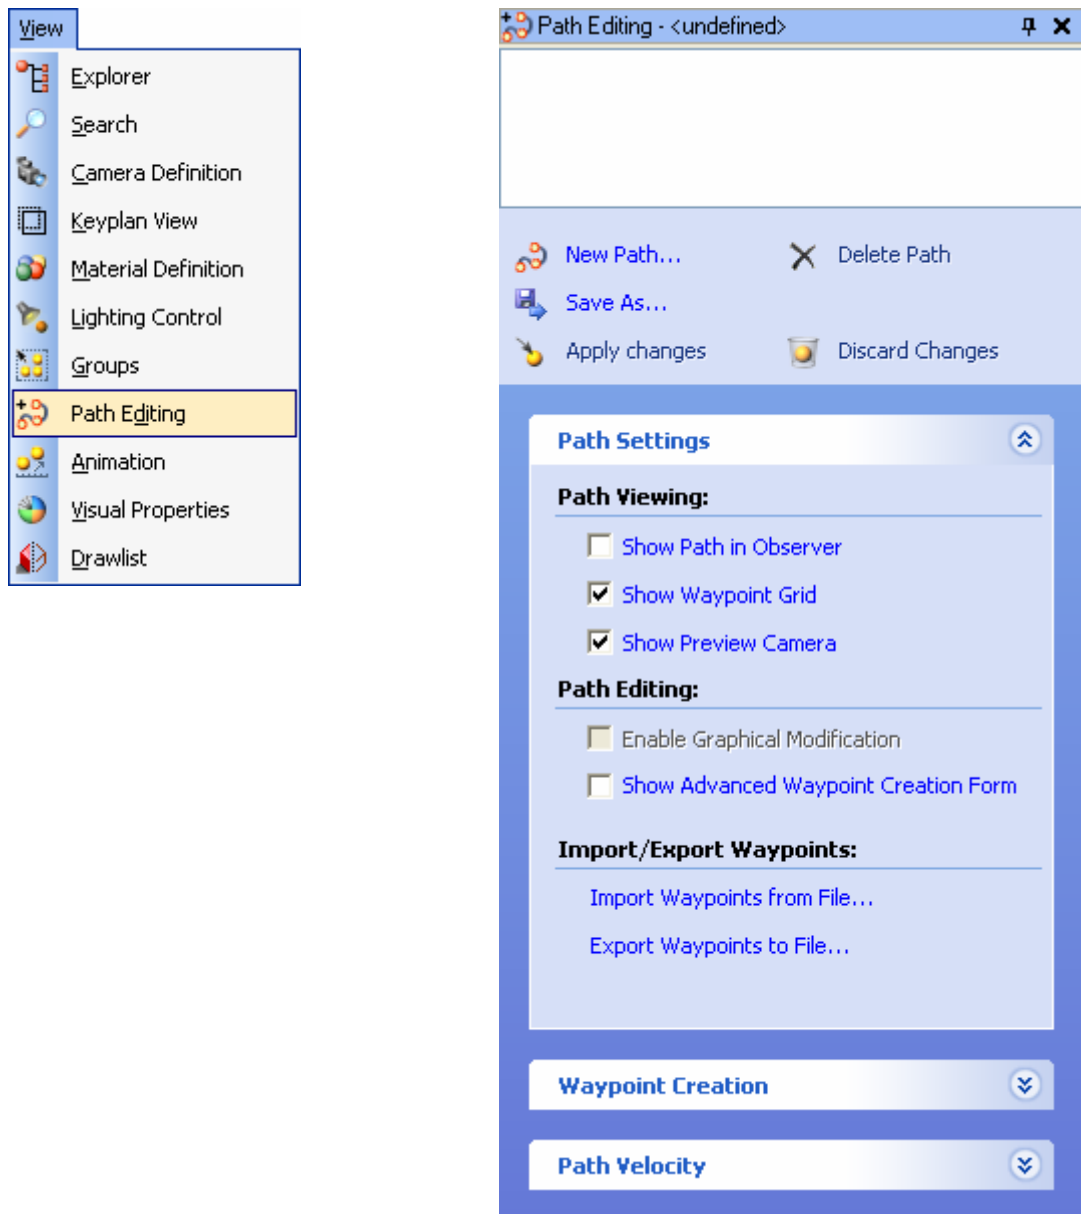 View
Explorer
Search
Camera Definition
Keyplan View
Material Definition
Lighting Control
Groups
Path Editing
Animation
Visual Properties
Drawlist
Path Editing - <undefined>
New Path...
Delete Path
Save As...
Apply changes
Discard Changes
Path Settings
Path Viewing:
Show Path in Observer
Show Waypoint Grid
Show Preview Camera
Path Editing:
Enable Graphical Modification
Show Advanced Waypoint Creation Form
Import/Export Waypoints:
Import Waypoints from File...
Export Waypoints to File...
Waypoint Creation
Path Velocity